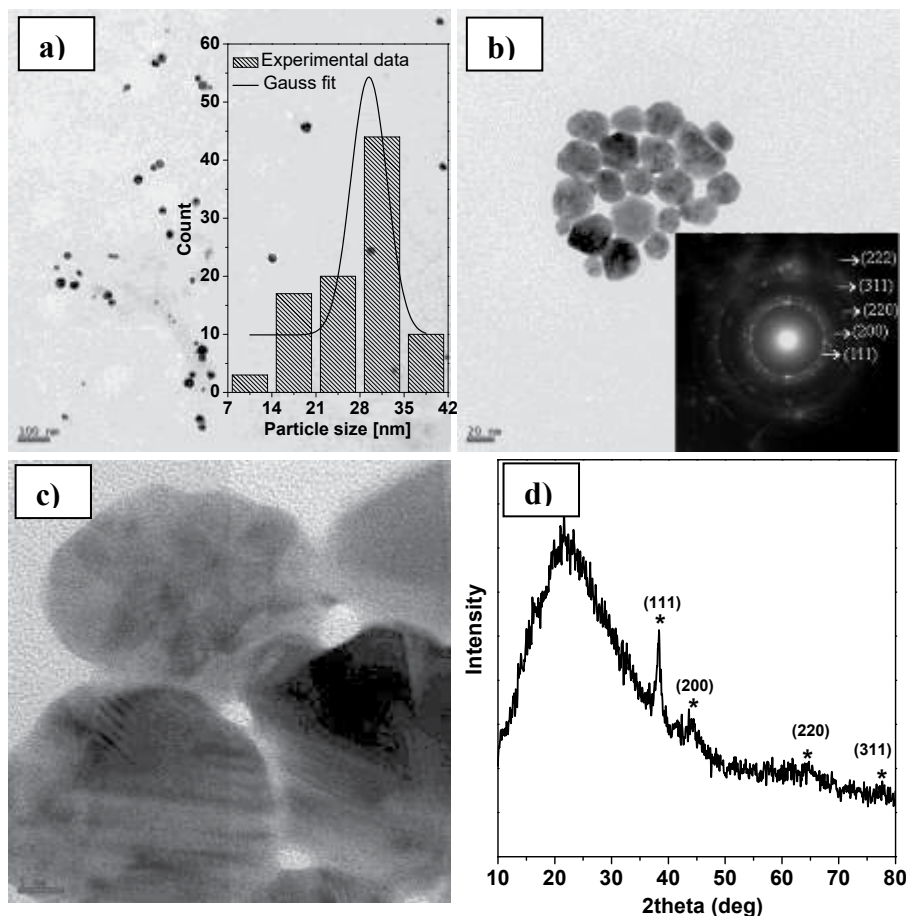 a)
60
50
40
30
20
10
0
Count
Experimental data
Gauss fit
7 14 21 28 35 42
Particle size [nm]
100 nm
b)
(222)
(311)
(220)
(200)
(111)
20 nm
c)
d)
Intensity
(111)
*
(200)
*
(220)
*
(311)
*
10 20 30 40 50 60 70 80
2theta (deg)